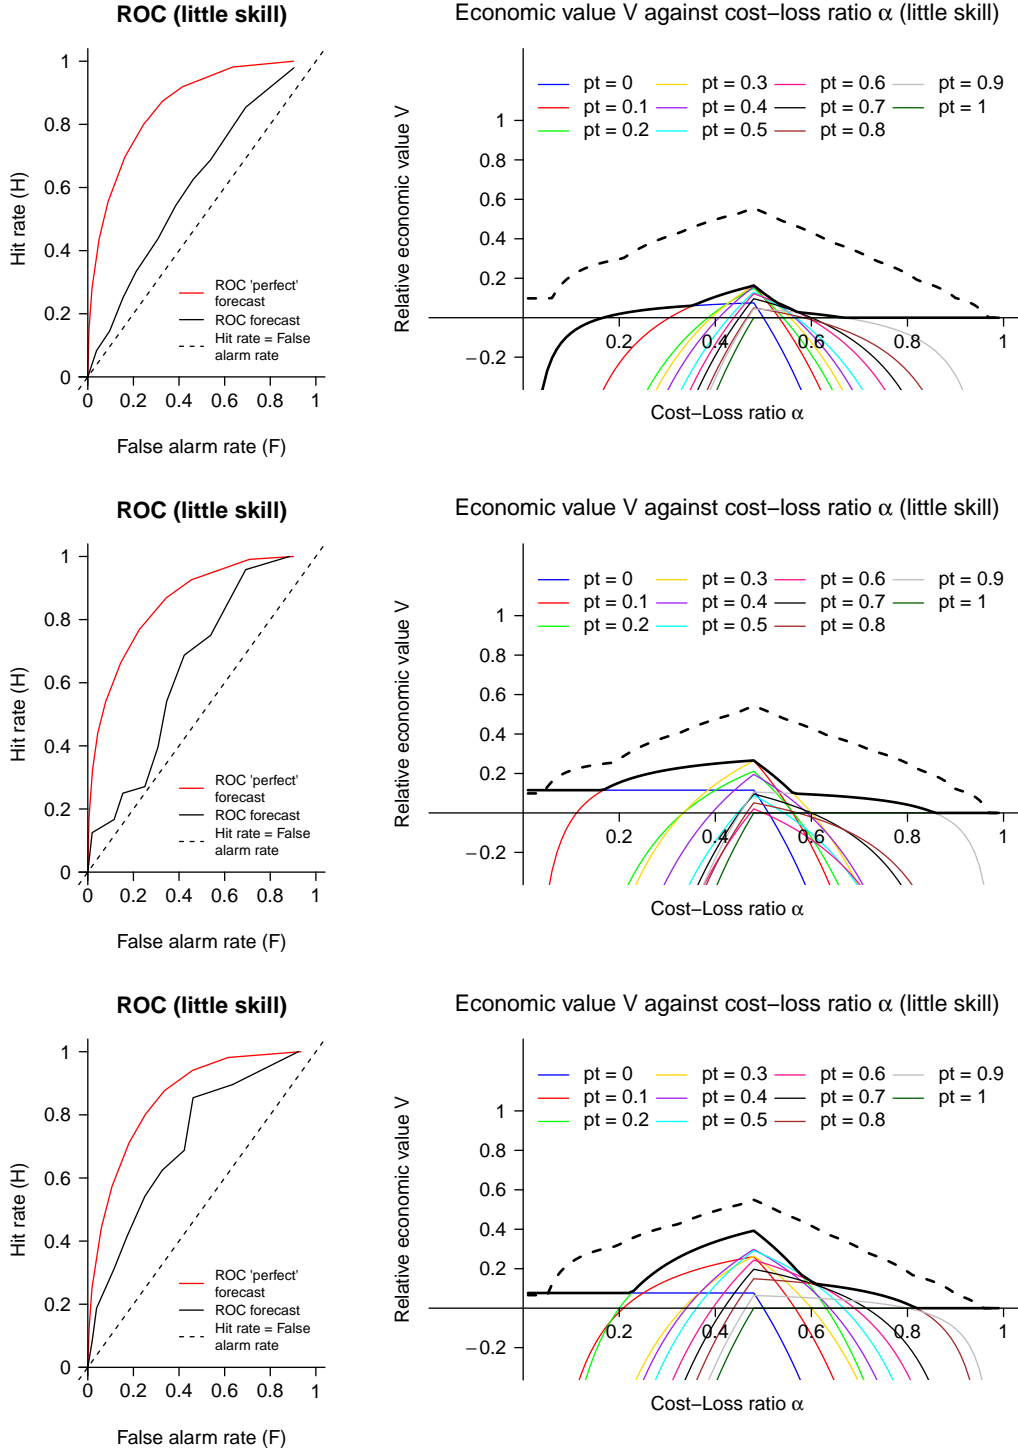 ROC (little skill)
Economic value V against cost−loss ratio α (little skill)
Hit rate (H)
1
0.8
0.6
0.4
0.2
0
ROC 'perfect'
forecast
ROC forecast
Hit rate = False
alarm rate
0 0.2 0.4 0.6 0.8 1
False alarm rate (F)
Relative economic value V
pt = 0 pt = 0.3 pt = 0.6 pt = 0.9
pt = 0.1 pt = 0.4 pt = 0.7 pt = 1
pt = 0.2 pt = 0.5 pt = 0.8
1
0.8
0.6
0.4
0.2
−0.2
0.2 0.4 0.6 0.8 1
Cost−Loss ratio α
ROC (little skill)
Economic value V against cost−loss ratio α (little skill)
Hit rate (H)
1
0.8
0.6
0.4
0.2
0
ROC 'perfect'
forecast
ROC forecast
Hit rate = False
alarm rate
0 0.2 0.4 0.6 0.8 1
False alarm rate (F)
Relative economic value V
pt = 0 pt = 0.3 pt = 0.6 pt = 0.9
pt = 0.1 pt = 0.4 pt = 0.7 pt = 1
pt = 0.2 pt = 0.5 pt = 0.8
1
0.8
0.6
0.4
0.2
−0.2
0.2 0.4 0.6 0.8 1
Cost−Loss ratio α
ROC (little skill)
Economic value V against cost−loss ratio α (little skill)
Hit rate (H)
1
0.8
0.6
0.4
0.2
0
ROC 'perfect'
forecast
ROC forecast
Hit rate = False
alarm rate
0 0.2 0.4 0.6 0.8 1
False alarm rate (F)
Relative economic value V
pt = 0 pt = 0.3 pt = 0.6 pt = 0.9
pt = 0.1 pt = 0.4 pt = 0.7 pt = 1
pt = 0.2 pt = 0.5 pt = 0.8
1
0.8
0.6
0.4
0.2
−0.2
0.2 0.4 0.6 0.8 1
Cost−Loss ratio α